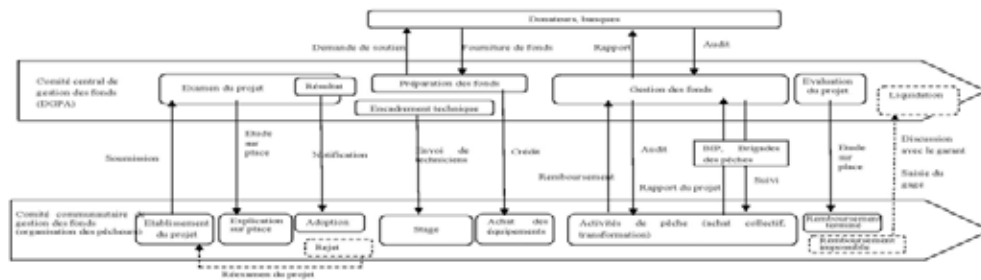 Donateurs, banques
Demande de soutien
Fourniture de fonds
Rapport
Audit
Comité central de
gestion des fonds
(DGPA)
Examen du projet
Résultat
Préparation des fonds
Encadrement technique
Gestion des fonds
Evaluation
du projet
Liquidation
Soumission
Etude
sur
place
Notification
Envoi de
techniciens
Crédit
Remboursement
Audit
Rapport du projet
BIP, Brigades
des pêches
Suivi
Etude
sur
place
Discussion
avec le garant
Saisie du
gage
Comité communautaire de
gestion des fonds
(organisation des pêcheurs)
Etablissement
du projet
Explication
sur place
Adoption
Rejet
Stage
Achat des
équipements
Activités de pêche (achat collectif,
transformation)
Remboursement
terminé
Remboursement
impossible
Réexamen du projet